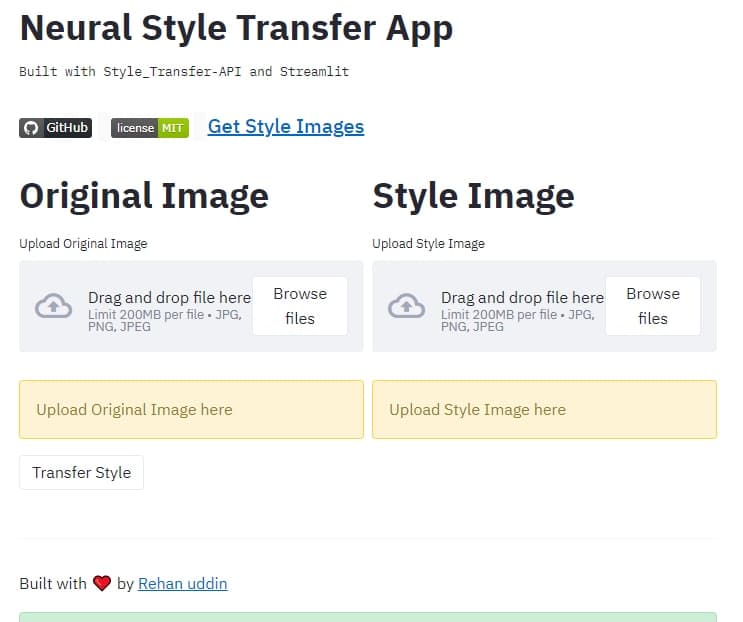 Neural Style Transfer App
Built with Style_Transfer-API and Streamlit
GitHub license MIT Get Style Images
Original Image
Style Image
Upload Original Image
Upload Style Image
Drag and drop file here
Limit 200MB per file • JPG,
PNG, JPEG
Browse
files
Drag and drop file here
Limit 200MB per file • JPG,
PNG, JPEG
Browse
files
Upload Original Image here
Upload Style Image here
Transfer Style
Built with ❤️ by Rehan uddin